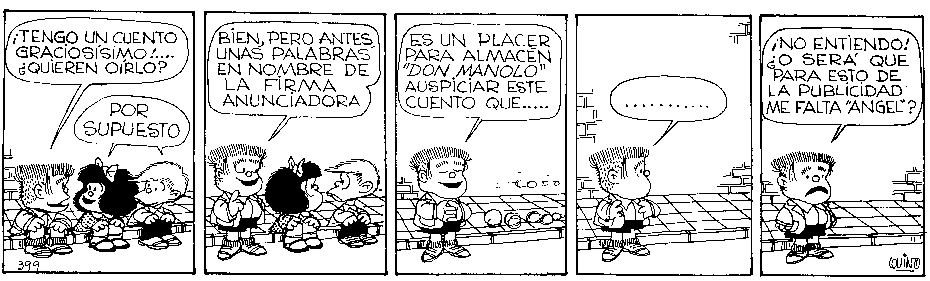 ¡TENGO UN CUENTO
GRACIOSÍSIMO!....
¿QUIEREN OÍRLO?
POR
SUPUESTO
399
BIEN, PERO ANTES
UNAS PALABRAS
EN NOMBRE DE
LA FIRMA
ANUNCIADORA
ES UN PLACER
PARA ALMACÉN
"DON MANOLO"
AUSPICIAR ESTE
CUENTO QUE.....
...........
¡NO ENTIENDO!
¿O SERÁ QUE
PARA ESTO DE
LA PUBLICIDAD
ME FALTA "ANGEL"?
QUINO